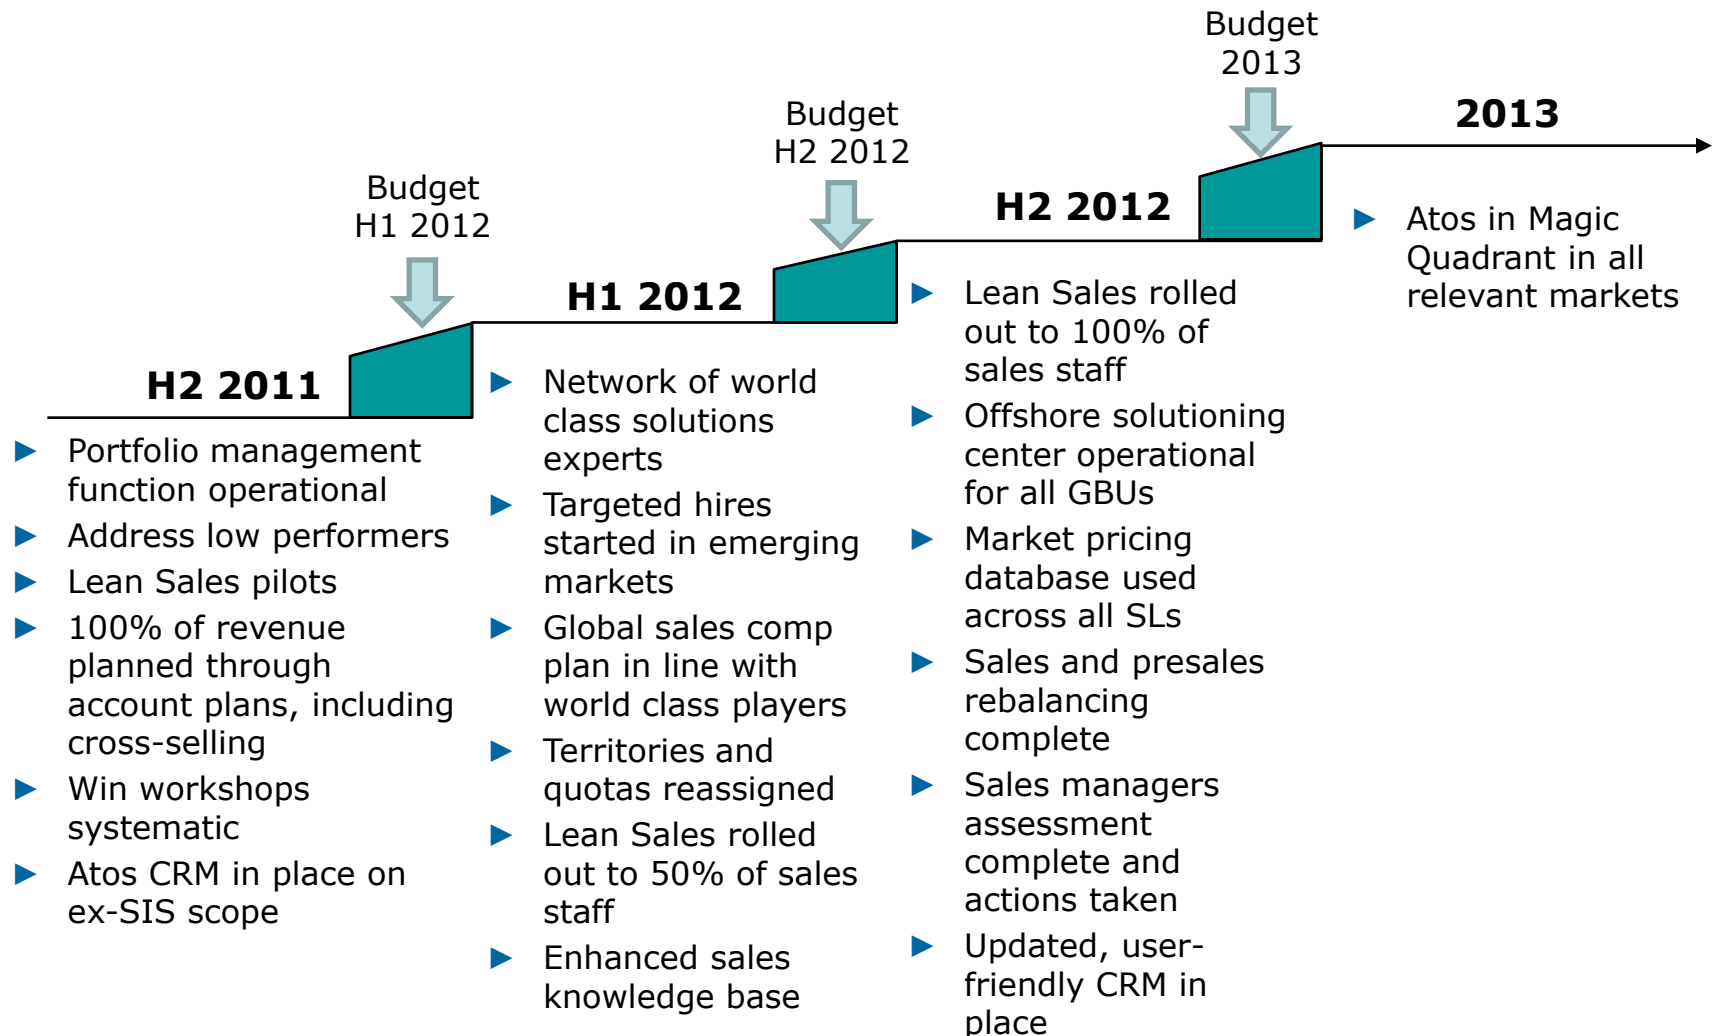 Budget
2013
2013
Budget
H2 2012
H2 2012
Budget
H1 2012
H1 2012
H2 2011
Portfolio management
function operational
Address low performers
Lean Sales pilots
100% of revenue
planned through
account plans, including
cross-selling
Win workshops
systematic
Atos CRM in place on
ex-SIS scope
Network of world
class solutions
experts
Targeted hires
started in emerging
markets
Global sales comp
plan in line with
world class players
Territories and
quotas reassigned
Lean Sales rolled
out to 50% of sales
staff
Enhanced sales
knowledge base
Lean Sales rolled
out to 100% of
sales staff
Offshore solutioning
center operational
for all GBUs
Market pricing
database used
across all SLs
Sales and presales
rebalancing
complete
Sales managers
assessment
complete and
actions taken
Updated, user-
friendly CRM in
place
Atos in Magic
Quadrant in all
relevant markets